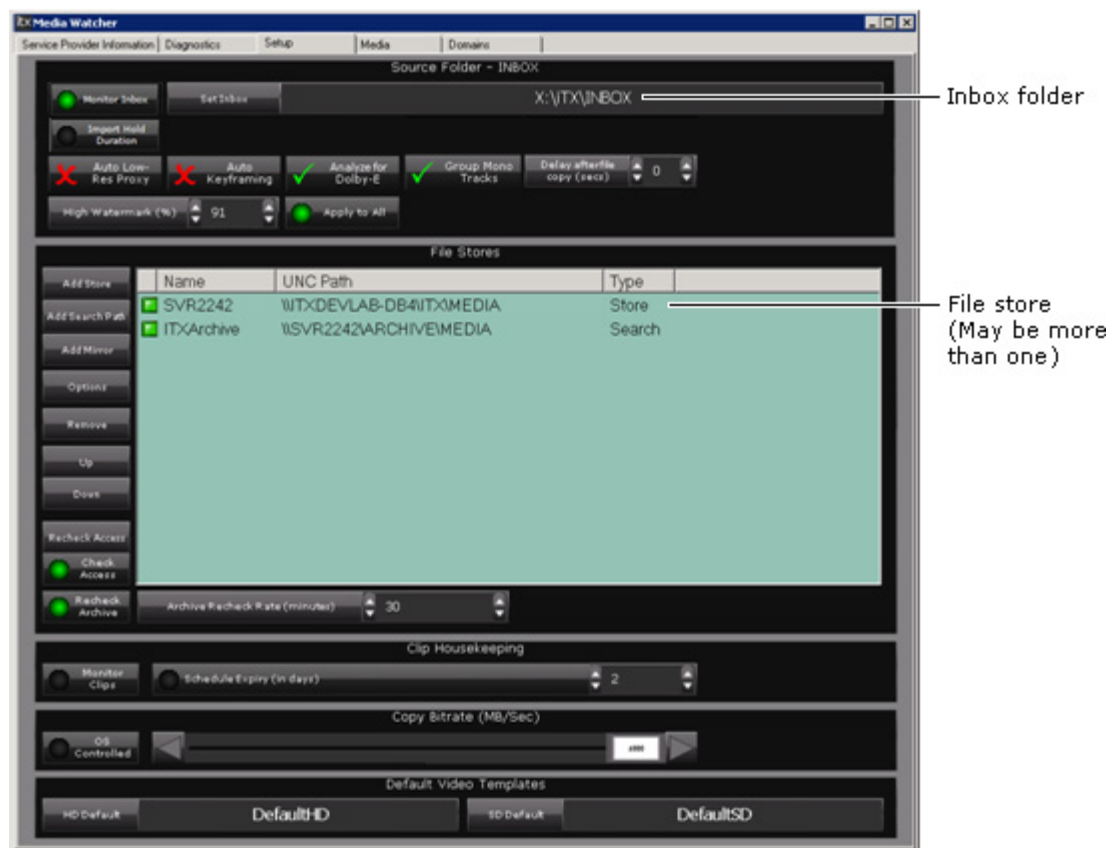 iTX Media Watcher
Service Provider Information Diagnostics Setup Media Domains
Source Folder - INBOX
Monitor Inbox Set Inbox X:\iTX\INBOX
Inbox folder
Import Hold
Duration
Auto Low-
Res Proxy
Auto
Keyframing
Analyze for
Dolby-E
Group Mono
Tracks
Delay afterfile
copy (secs)
0
High Watermark (%) 91 Apply to All
File Stores
Add Store
Name UNC Path Type
SVR2242 \\ITXDEVLAB-DB4\ITX\MEDIA Store
File store
(May be more
than one)
Add Search Path
ITXArchive \\SVR2242\ARCHIVE\MEDIA Search
Add Mirror
Options
Remove
Up
Down
Recheck Access
Check
Access
Recheck
Archive
Archive Recheck Rate (minutes) 30
Clip Housekeeping
Monitor
Clips
Schedule Expiry (in days) 2
Copy Bitrate (MB/Sec)
OS
Controlled
Default Video Templates
HD Default DefaultHD SD Default DefaultSD